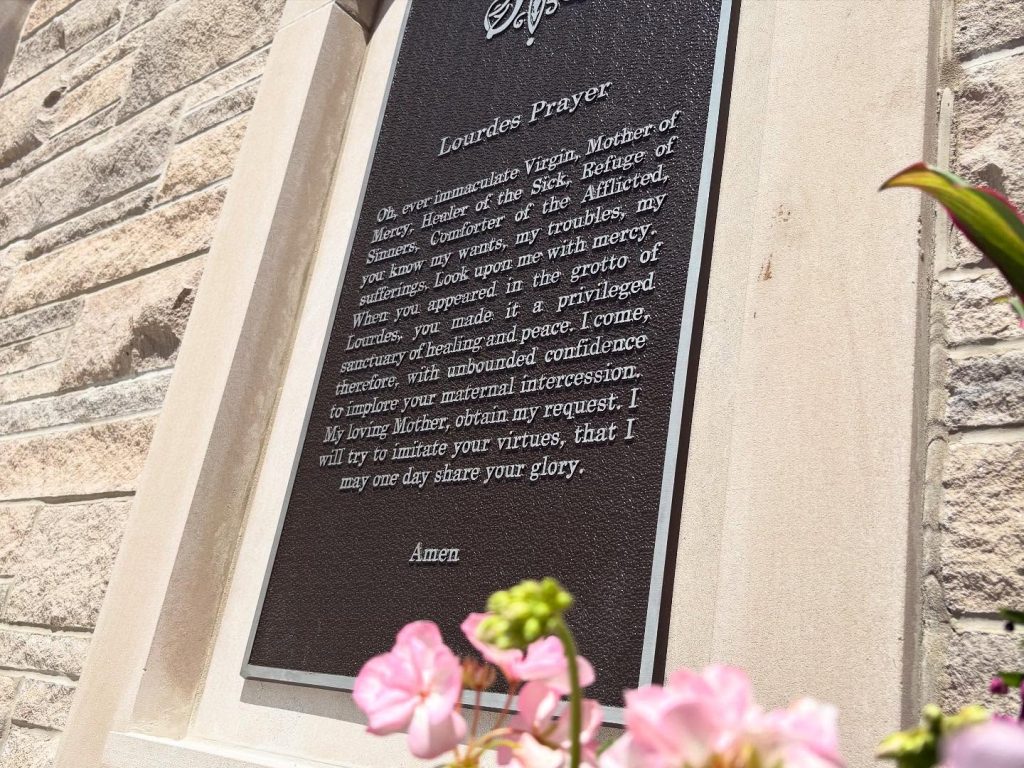 Lourdes Prayer
Oh, ever immaculate Virgin, Mother of
Mercy, Healer of the Sick, Refuge of
Sinners, Comforter of the Afflicted,
you know my wants, my troubles, my
sufferings. Look upon me with mercy.
When you appeared in the grotto of
Lourdes, you made it a privileged
sanctuary of healing and peace. I come,
therefore, with unbounded confidence
to implore your maternal intercession.
My loving Mother, obtain my request. I
will try to imitate your virtues, that I
may one day share your glory.
Amen